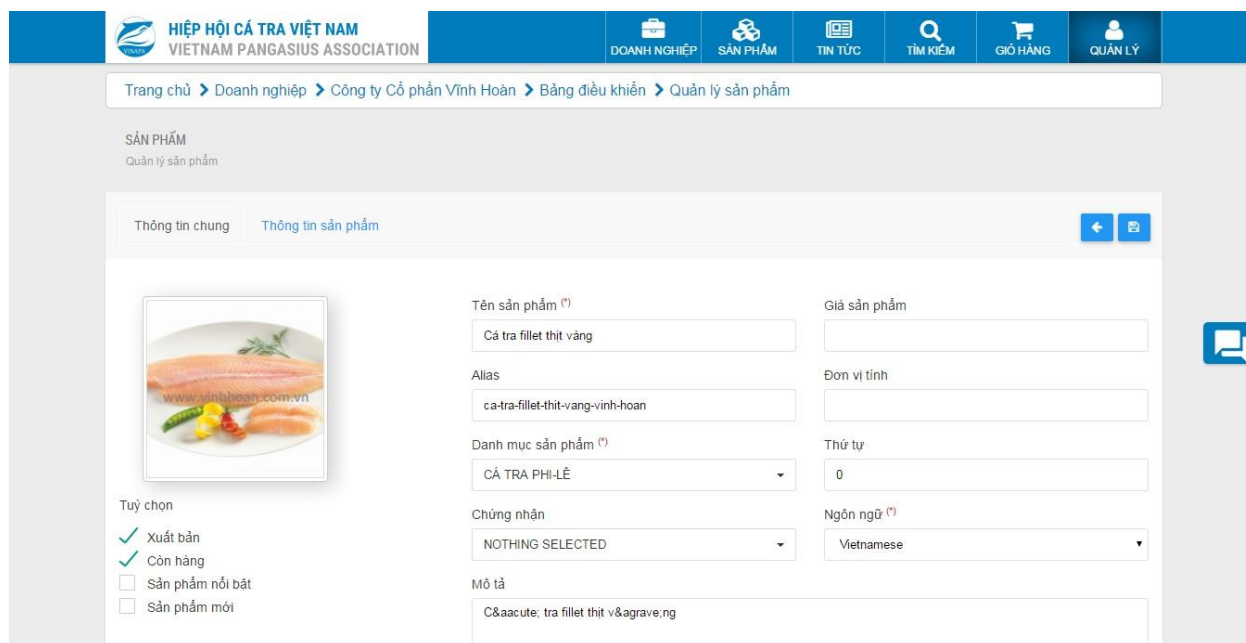 HIỆP HỘI CÁ TRA VIỆT NAM
VIETNAM PANGASIUS ASSOCIATION
VINAPA
DOANH NGHIỆP
SẢN PHẨM
TIN TỨC
TÌM KIẾM
GIỎ HÀNG
QUẢN LÝ
Trang chủ > Doanh nghiệp > Công ty Cổ phần Vĩnh Hoàn > Bảng điều khiển > Quản lý sản phẩm
SẢN PHẨM
Quản lý sản phẩm
Thông tin chung
Thông tin sản phẩm
www.vinhhoan.com.vn
Tuỳ chọn
Xuất bản
Còn hàng
Sản phẩm nổi bật
Sản phẩm mới
Tên sản phẩm (*)
Cá tra fillet thịt vàng
Giá sản phẩm
Alias
ca-tra-fillet-thit-vang-vinh-hoan
Đơn vị tính
Danh mục sản phẩm (*)
CÁ TRA PHI-LÊ
Thứ tự
0
Chứng nhận
NOTHING SELECTED
Ngôn ngữ (*)
Vietnamese
Mô tả
C&aacute; tra fillet thịt v&agrave;ng